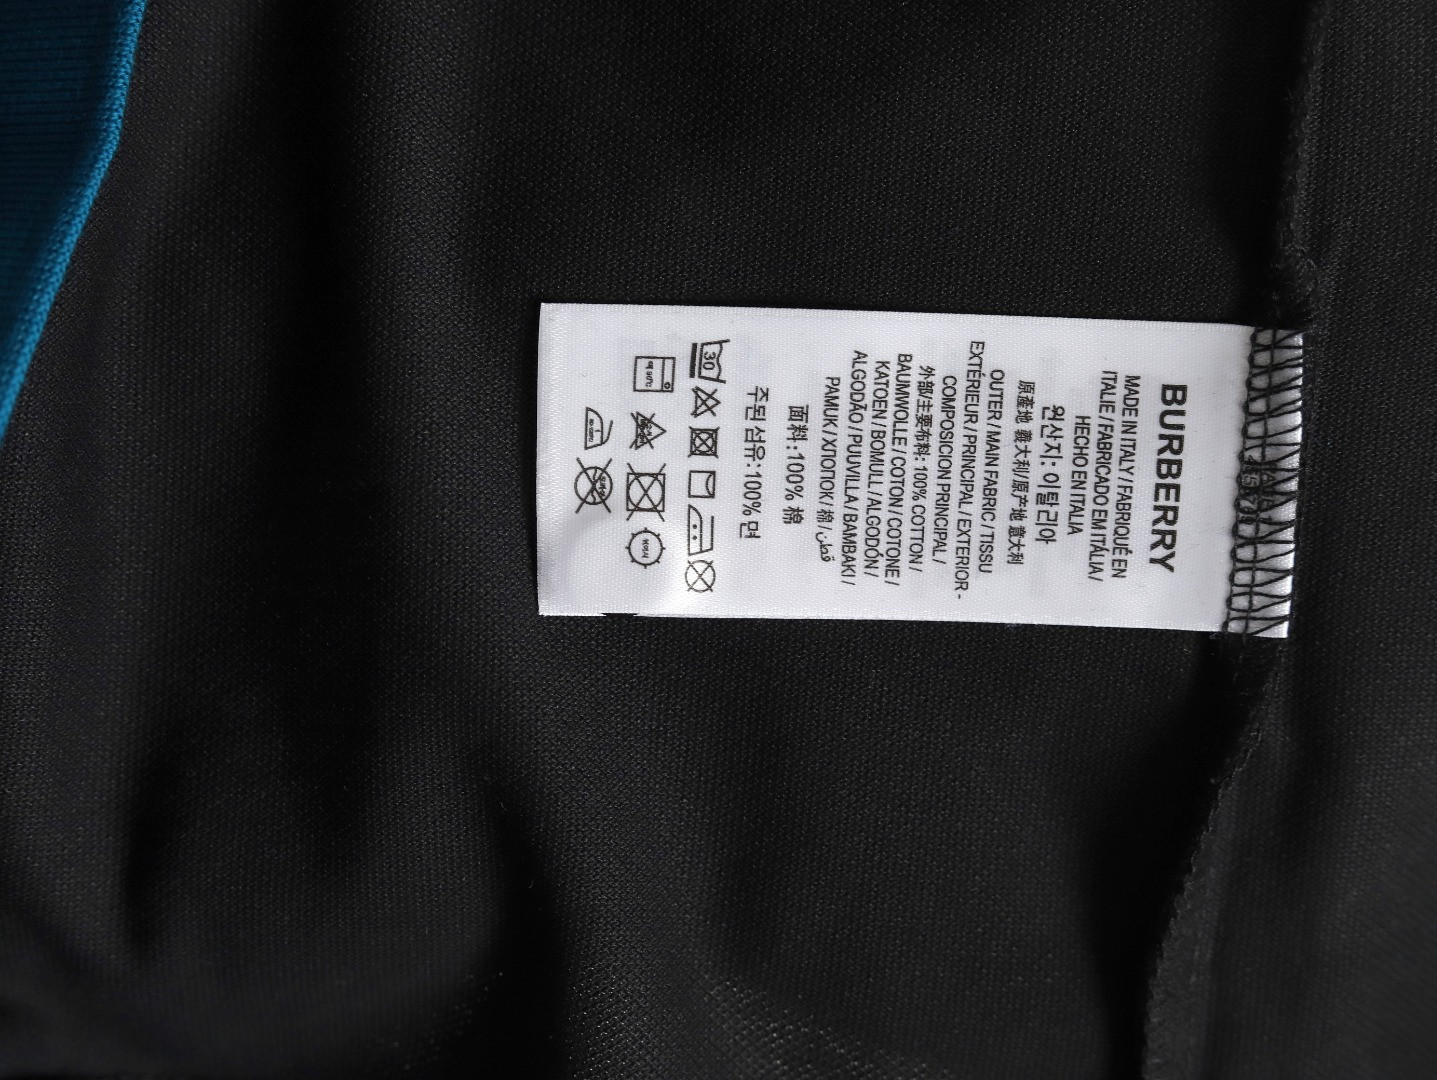 BURBERRY
MADE IN ITALY / FABRIQUÉ EN
ITALIE / FABRICADO EM ITÁLIA /
HECHO EN ITALIA
원산지: 이탈리아
原產地 義大利/原产地 意大利
OUTER / MAIN FABRIC / TISSU
EXTÉRIEUR / PRINCIPAL / EXTERIOR -
COMPOSICION PRINCIPAL /
外部/主要布料: 100% COTTON /
BAUMWOLLE / COTON / COTONE /
KATOEN / BOMULL / ALGODÓN /
ALGODÃO / PUUVILLA / BAMBAKI /
PAMUK / ХЛОПОК / 棉 / قطن
面料:100% 棉
주된 섬유:100% 면
30